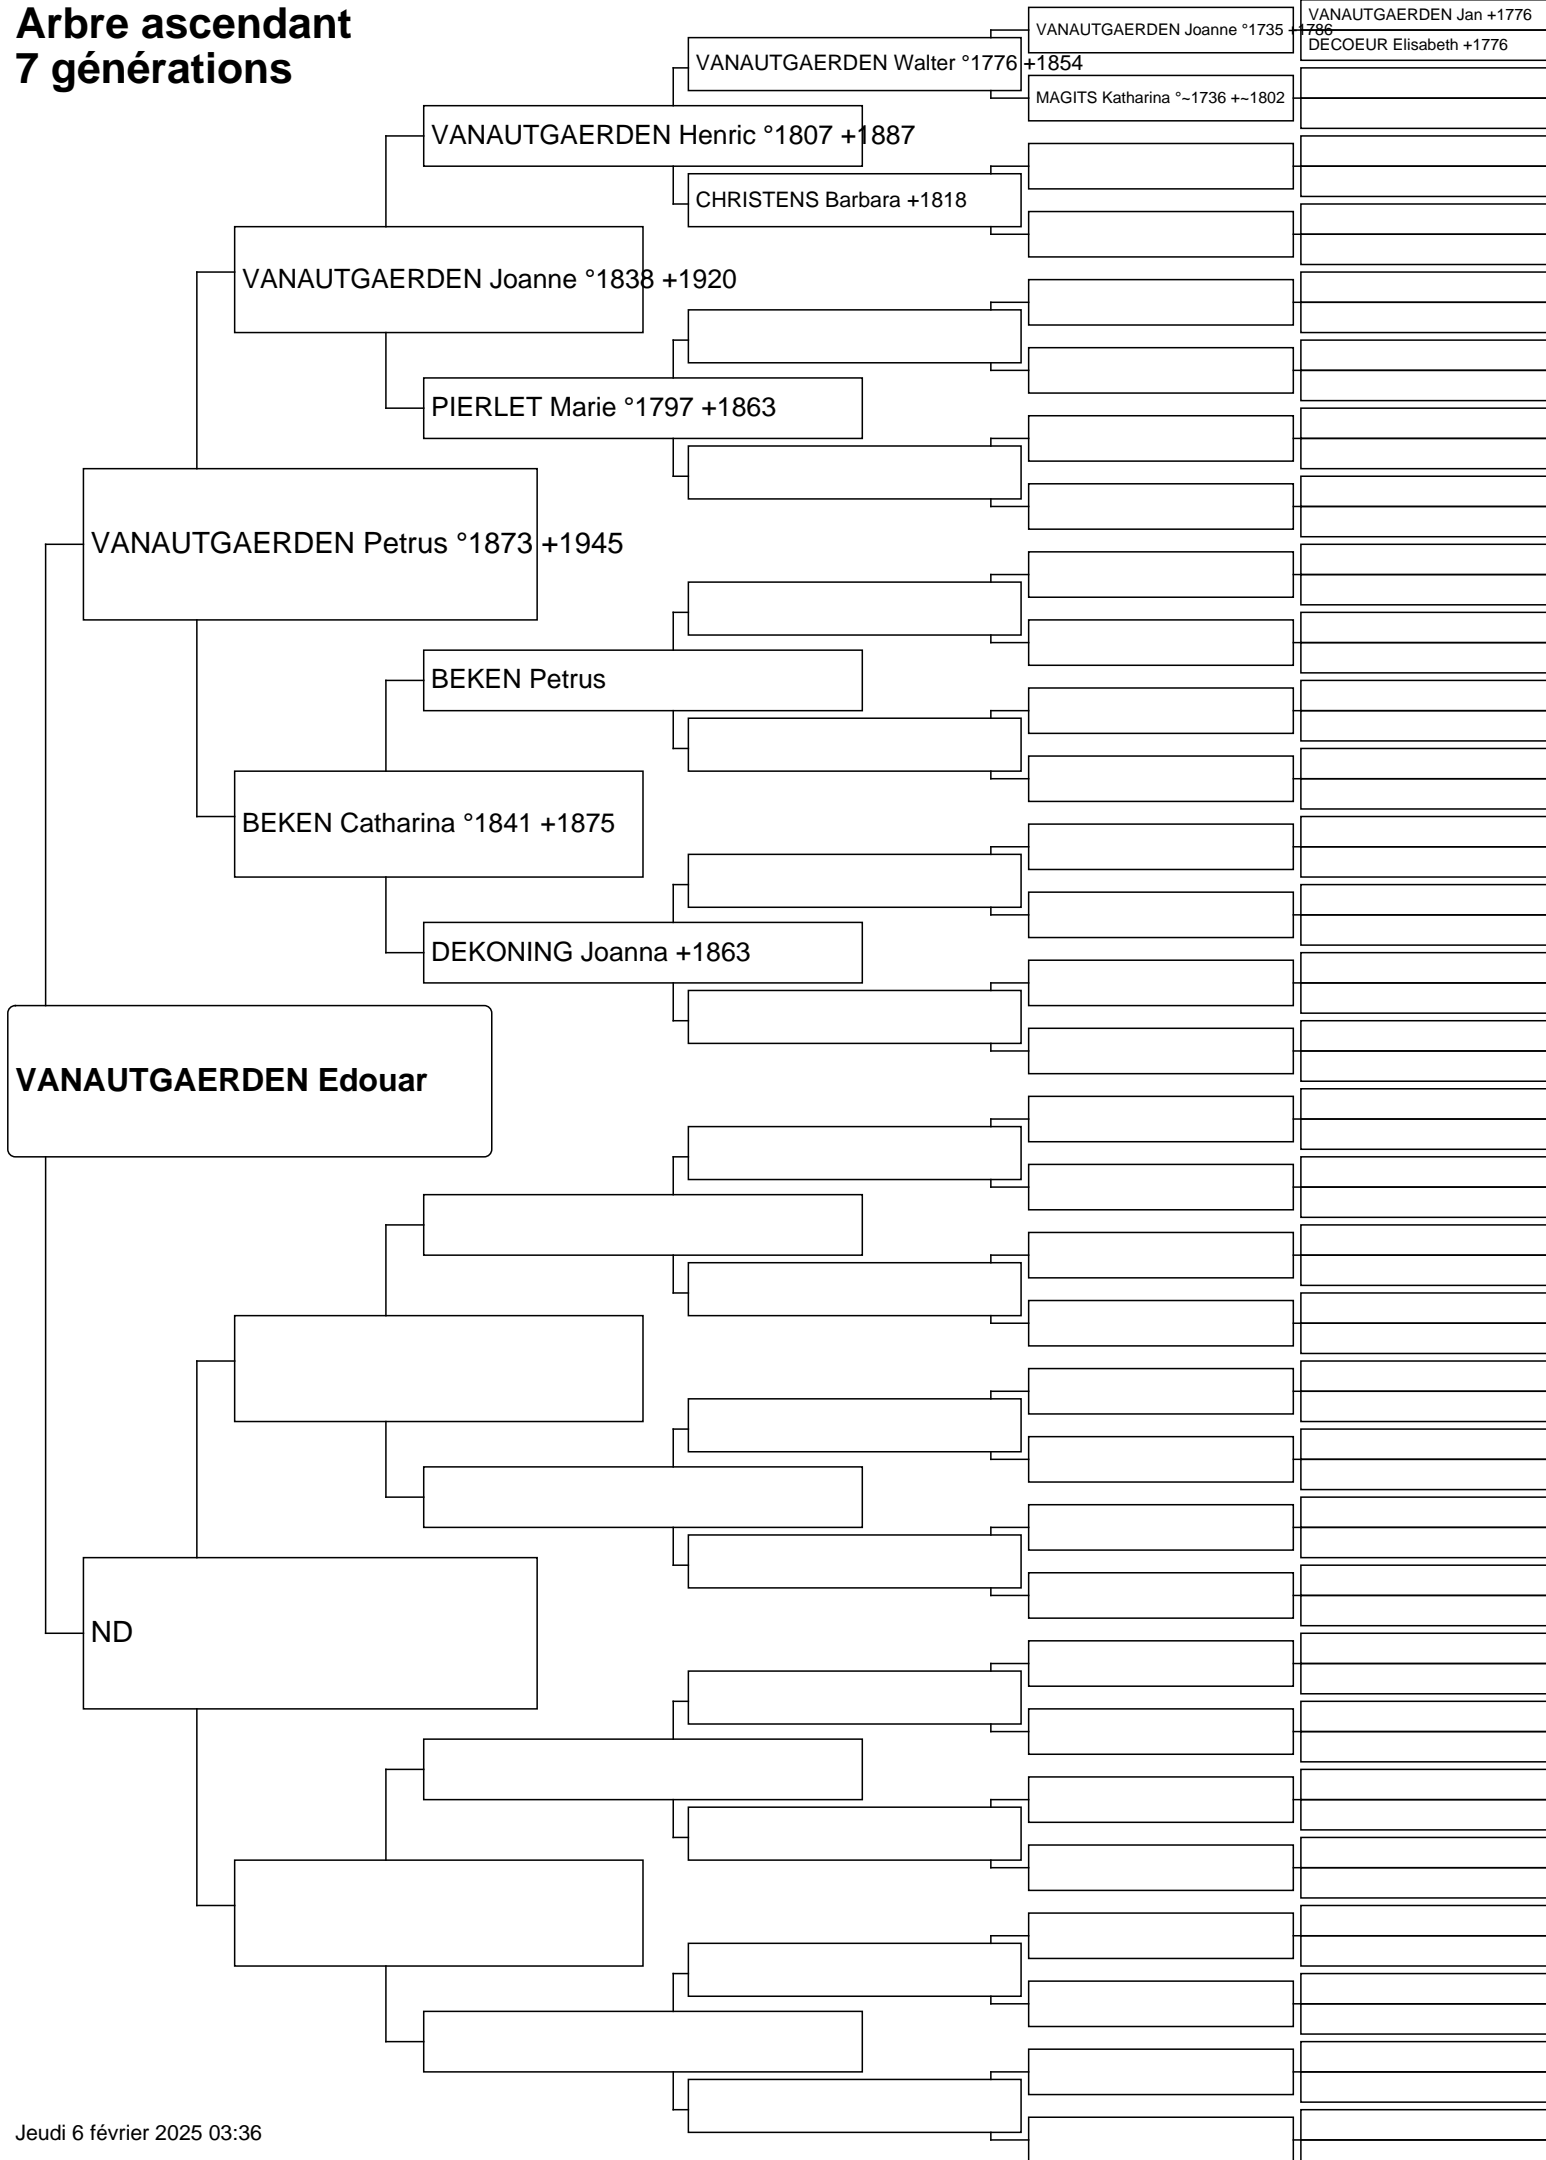 Arbre ascendant
7 générations
VANAUTGAERDEN Jan +1776
VANAUTGAERDEN Joanne °1735 +1786
DECOEUR Elisabeth +1776
VANAUTGAERDEN Walter °1776 +1854
MAGITS Katharina °~1736 +~1802
VANAUTGAERDEN Henric °1807 +1887
CHRISTENS Barbara +1818
VANAUTGAERDEN Joanne °1838 +1920
PIERLET Marie °1797 +1863
VANAUTGAERDEN Petrus °1873 +1945
BEKEN Petrus
BEKEN Catharina °1841 +1875
DEKONING Joanna +1863
VANAUTGAERDEN Edouar
ND
Jeudi 6 février 2025 03:36